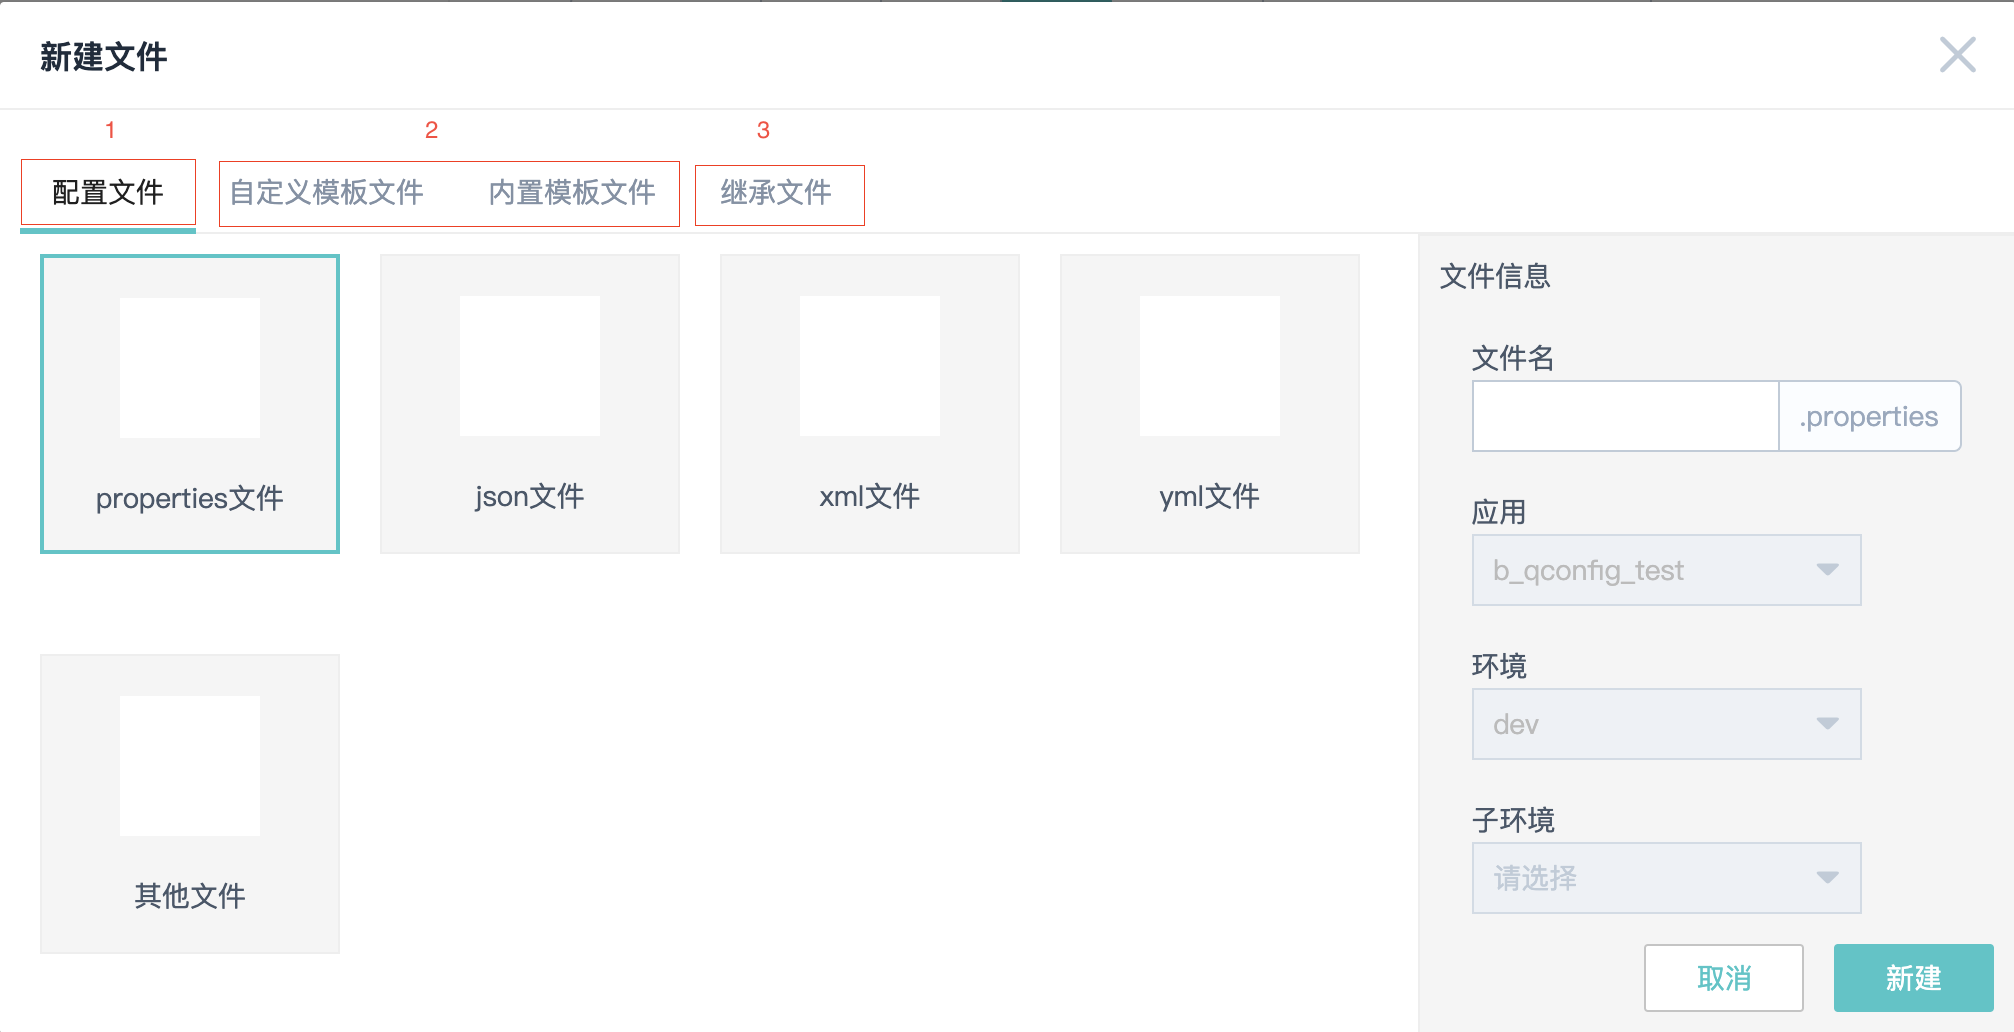 新建文件
1 2 3
配置文件 自定义模板文件 内置模板文件 继承文件
properties文件 json文件 xml文件 yml文件
其他文件
文件信息
文件名
.properties
应用
b_qconfig_test
环境
dev
子环境
请选择
取消 新建